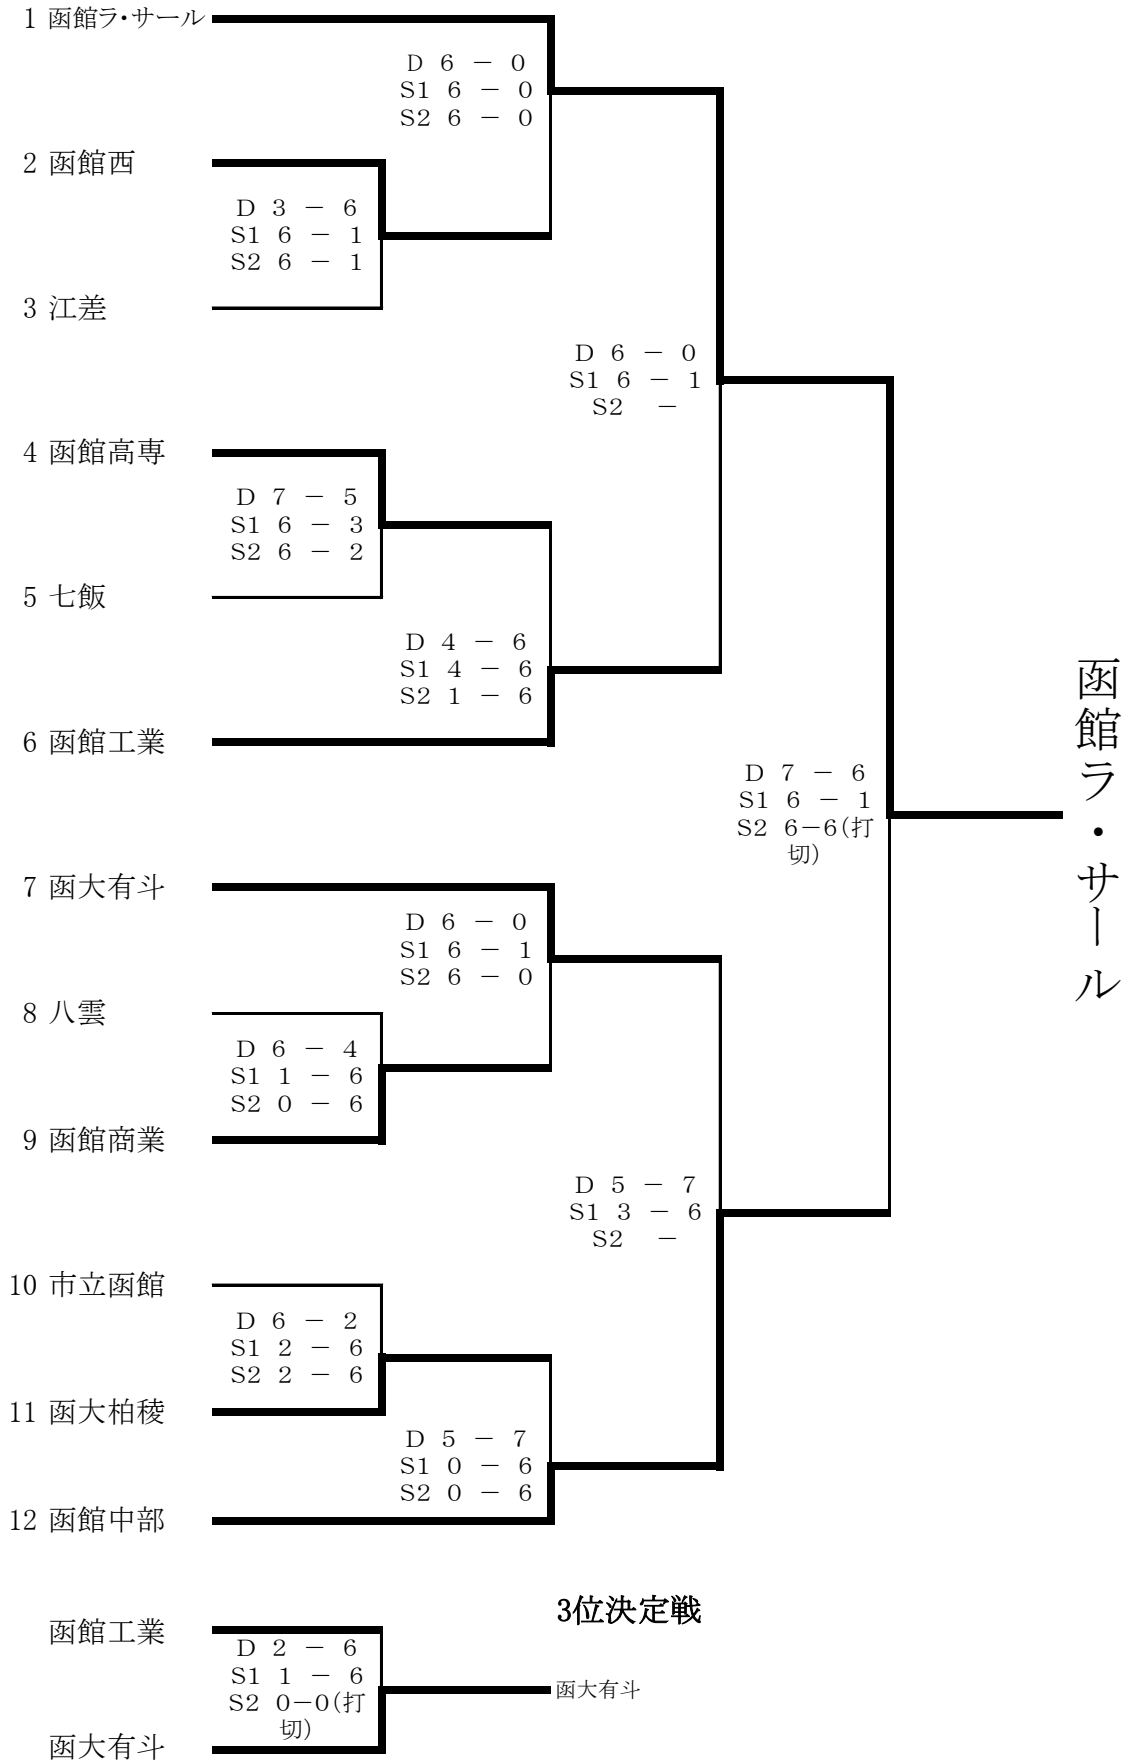 1 函館ラ・サール
D 6 － 0
S1 6 － 0
S2 6 － 0
2 函館西
D 3 － 6
S1 6 － 1
S2 6 － 1
3 江差
D 6 － 0
S1 6 － 1
S2 －
4 函館高専
D 7 － 5
S1 6 － 3
S2 6 － 2
5 七飯
D 4 － 6
S1 4 － 6
S2 1 － 6
6 函館工業
函館ラ・サール
D 7 － 6
S1 6 － 1
S2 6－6(打
切)
7 函大有斗
D 6 － 0
S1 6 － 1
S2 6 － 0
8 八雲
D 6 － 4
S1 1 － 6
S2 0 － 6
9 函館商業
D 5 － 7
S1 3 － 6
S2 －
10 市立函館
D 6 － 2
S1 2 － 6
S2 2 － 6
11 函大柏稜
D 5 － 7
S1 0 － 6
S2 0 － 6
12 函館中部
3位決定戦
函館工業
D 2 － 6
S1 1 － 6
S2 0－0(打
切)
函大有斗
函大有斗